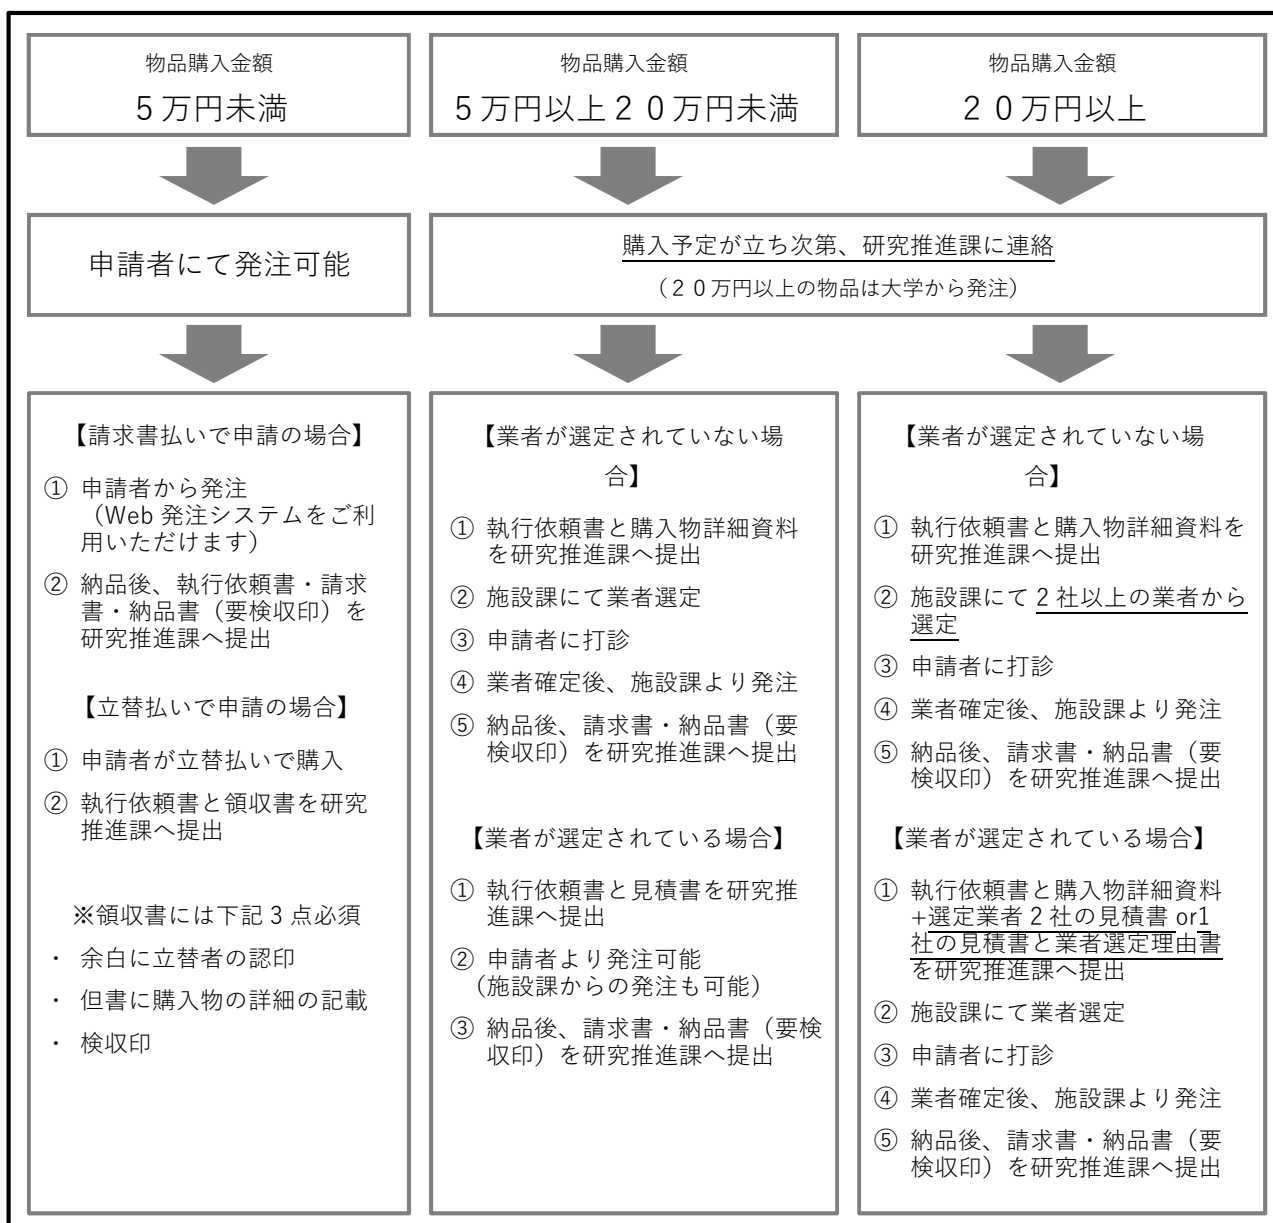 物品購入金額
5万円未満
物品購入金額
5万円以上20万円未満
物品購入金額
20万円以上
申請者にて発注可能
購入予定が立ち次第、研究推進課に連絡
（20万円以上の物品は大学から発注）
【請求書払いで申請の場合】
① 申請者から発注
（Web 発注システムをご利
用いただけます）
② 納品後、執行依頼書・請求
書・納品書（要検収印）を
研究推進課へ提出
【立替払いで申請の場合】
① 申請者が立替払いで購入
② 執行依頼書と領収書を研究
推進課へ提出
※領収書には下記3点必須
・ 余白に立替者の認印
・ 但書に購入物の詳細の記載
・ 検収印
【業者が選定されていない場
合】
① 執行依頼書と購入物詳細資料
を研究推進課へ提出
② 施設課にて業者選定
③ 申請者に打診
④ 業者確定後、施設課より発注
⑤ 納品後、請求書・納品書（要
検収印）を研究推進課へ提出
【業者が選定されている場合】
① 執行依頼書と見積書を研究推
進課へ提出
② 申請者より発注可能
（施設課からの発注も可能）
③ 納品後、請求書・納品書（要検
収印）を研究推進課へ提出
【業者が選定されていない場
合】
① 執行依頼書と購入物詳細資料を
研究推進課へ提出
② 施設課にて 2 社以上の業者から
選定
③ 申請者に打診
④ 業者確定後、施設課より発注
⑤ 納品後、請求書・納品書（要
検収印）を研究推進課へ提出
【業者が選定されている場合】
① 執行依頼書と購入物詳細資料
+選定業者 2 社の見積書 or1
社の見積書と業者選定理由書
を研究推進課へ提出
② 施設課にて業者選定
③ 申請者に打診
④ 業者確定後、施設課より発注
⑤ 納品後、請求書・納品書（要
検収印）を研究推進課へ提出